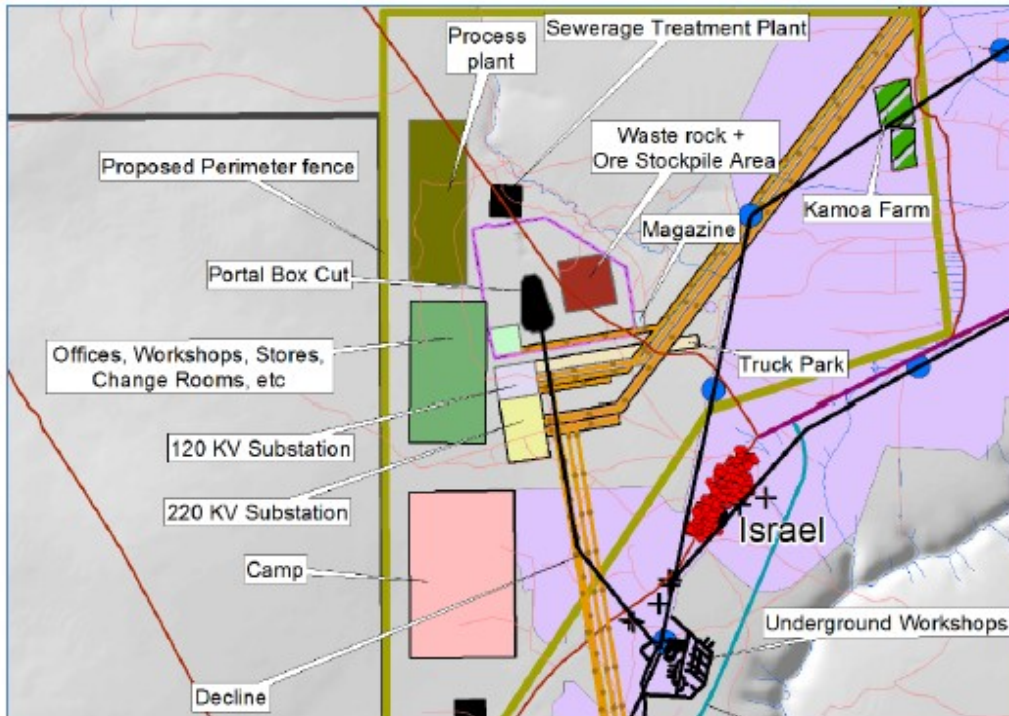 Sewerage Treatment Plant
Process
plant
Waste rock +
Ore Stockpile Area
Proposed Perimeter fence
Kamoa Farm
Magazine
Portal Box Cut
Offices, Workshops, Stores,
Change Rooms, etc
Truck Park
120 KV Substation
220 KV Substation
Israel
Camp
Underground Workshops
Decline